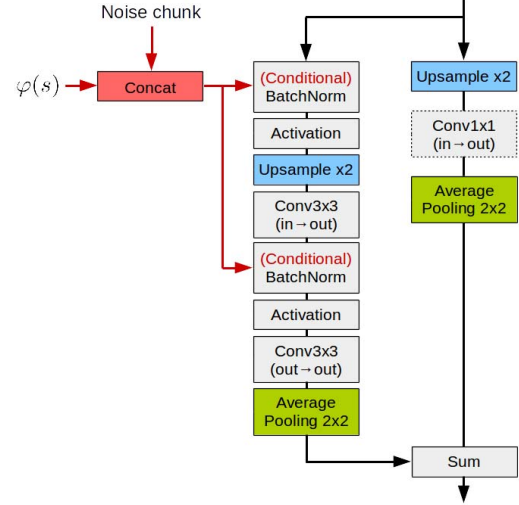 Noise chunk
φ(s)
Concat
(Conditional)
BatchNorm
Activation
Upsample x2
Conv3x3
(in→out)
(Conditional)
BatchNorm
Activation
Conv3x3
(out→out)
Average
Pooling 2x2
Upsample x2
Conv1x1
(in→out)
Average
Pooling 2x2
Sum